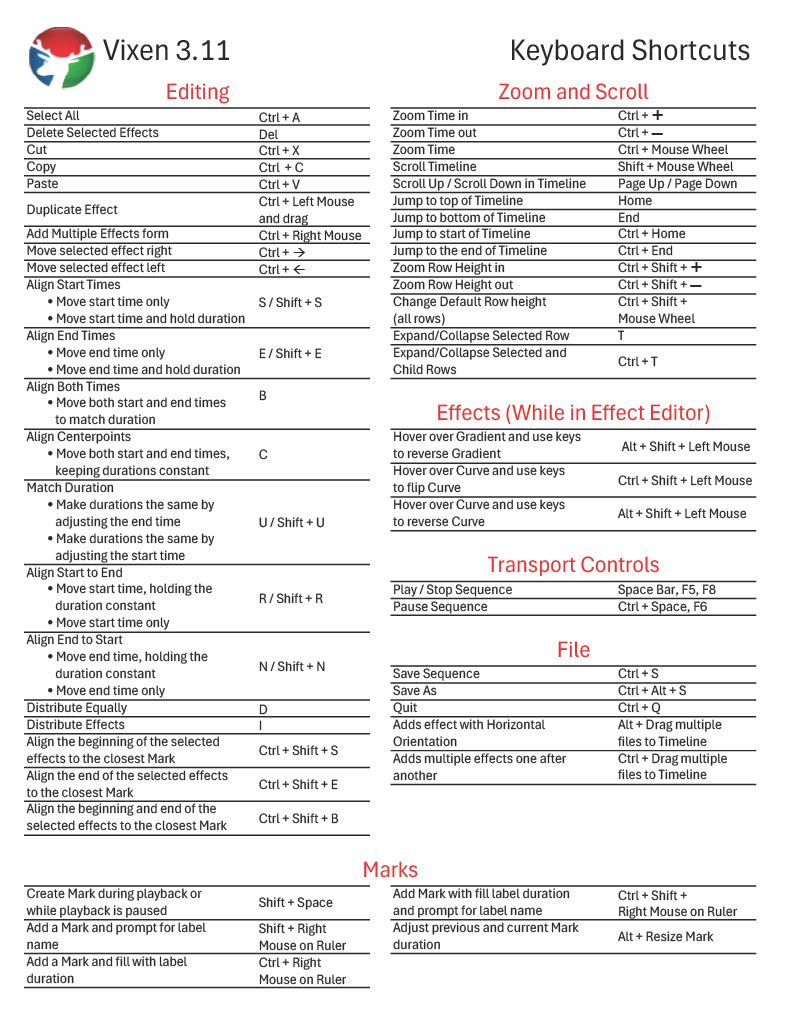 Vixen 3.11
Keyboard Shortcuts
Editing
Select All Ctrl + A
Delete Selected Effects Del
Cut Ctrl + X
Copy Ctrl + C
Paste Ctrl + V
Duplicate Effect Ctrl + Left Mouse
and drag
Add Multiple Effects form Ctrl + Right Mouse
Move selected effect right Ctrl + →
Move selected effect left Ctrl + ←
Align Start Times
• Move start time only S / Shift + S
• Move start time and hold duration
Align End Times
• Move end time only E / Shift + E
• Move end time and hold duration
Align Both Times B
• Move both start and end times
to match duration
Align Centerpoints
• Move both start and end times, C
keeping durations constant
Match Duration
• Make durations the same by
adjusting the end time U / Shift + U
• Make durations the same by
adjusting the start time
Align Start to End
• Move start time, holding the R / Shift + R
duration constant
• Move start time only
Align End to Start
• Move end time, holding the N / Shift + N
duration constant
• Move end time only
Distribute Equally D
Distribute Effects I
Align the beginning of the selected Ctrl + Shift + S
effects to the closest Mark
Align the end of the selected effects Ctrl + Shift + E
to the closest Mark
Align the beginning and end of the Ctrl + Shift + B
selected effects to the closest Mark
Zoom and Scroll
Zoom Time in Ctrl + +
Zoom Time out Ctrl + —
Zoom Time Ctrl + Mouse Wheel
Scroll Timeline Shift + Mouse Wheel
Scroll Up / Scroll Down in Timeline Page Up / Page Down
Jump to top of Timeline Home
Jump to bottom of Timeline End
Jump to start of Timeline Ctrl + Home
Jump to the end of Timeline Ctrl + End
Zoom Row Height in Ctrl + Shift + +
Zoom Row Height out Ctrl + Shift + —
Change Default Row height Ctrl + Shift +
(all rows) Mouse Wheel
Expand/Collapse Selected Row T
Expand/Collapse Selected and Ctrl + T
Child Rows
Effects (While in Effect Editor)
Hover over Gradient and use keys Alt + Shift + Left Mouse
to reverse Gradient
Hover over Curve and use keys Ctrl + Shift + Left Mouse
to flip Curve
Hover over Curve and use keys Alt + Shift + Left Mouse
to reverse Curve
Transport Controls
Play / Stop Sequence Space Bar, F5, F8
Pause Sequence Ctrl + Space, F6
File
Save Sequence Ctrl + S
Save As Ctrl + Alt + S
Quit Ctrl + Q
Adds effect with Horizontal Alt + Drag multiple
Orientation files to Timeline
Adds multiple effects one after Ctrl + Drag multiple
another files to Timeline
Marks
Create Mark during playback or Shift + Space
while playback is paused
Add a Mark and prompt for label Shift + Right
name Mouse on Ruler
Add a Mark and fill with label Ctrl + Right
duration Mouse on Ruler
Add Mark with fill label duration Ctrl + Shift +
and prompt for label name Right Mouse on Ruler
Adjust previous and current Mark Alt + Resize Mark
duration